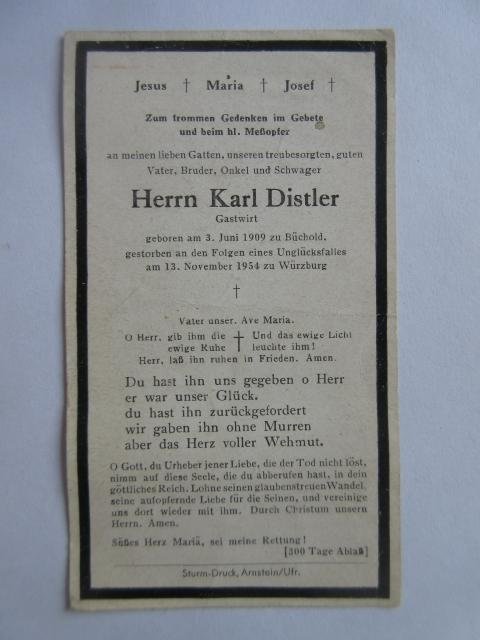 Jesus † Maria † Josef †
Zum frommen Gedenken im Gebete
und beim hl. Meßopfer
an meinen lieben Gatten, unseren treubesorgten, guten
Vater, Bruder, Onkel und Schwager
Herrn Karl Distler
Gastwirt
geboren am 3. Juni 1909 zu Büchold,
gestorben an den Folgen eines Unglücksfalles
am 13. November 1954 zu Würzburg
†
Vater unser. Ave Maria.
O Herr, gib ihm die † Und das ewige Licht
ewige Ruhe leuchte ihm!
Herr, laß ihn ruhen in Frieden. Amen.
Du hast ihn uns gegeben o Herr
er war unser Glück.
du hast ihn zurückgefordert
wir gaben ihn ohne Murren
aber das Herz voller Wehmut.
O Gott, du Urheber jener Liebe, die der Tod nicht löst,
nimm auf diese Seele, die du abberufen hast, in dein
göttliches Reich. Lohne seinen glaubenstreuen Wandel,
seine aufopfernde Liebe für die Seinen, und vereinige
uns dort wieder mit ihm. Durch Christum unsern
Herrn. Amen.
Süßes Herz Mariä, sei meine Rettung!
[300 Tage Ablaß]
Sturm-Druck, Arnstein/Ufr.